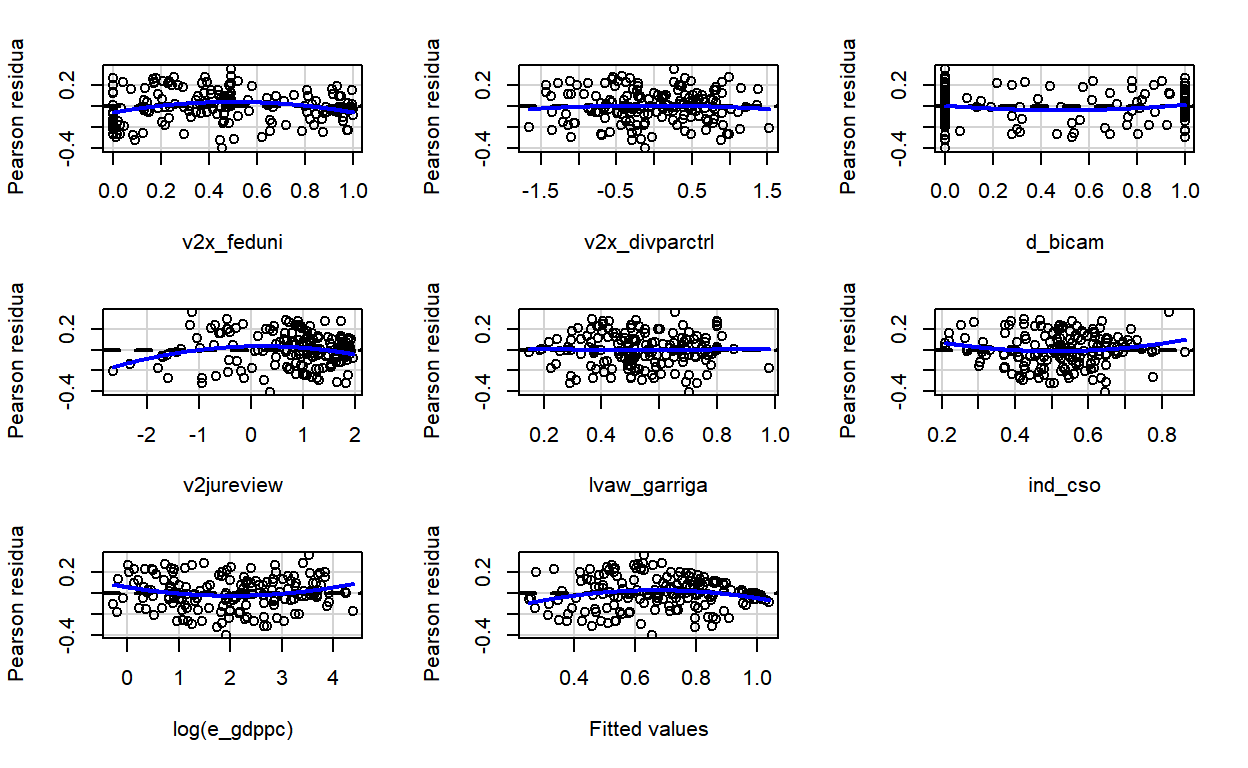 Pearson residua
0.2
-0.4
0.0 0.2 0.4 0.6 0.8 1.0
v2x_feduni
Pearson residua
0.2
-0.4
-1.5 -0.5 0.5 1.5
v2x_divparctrl
Pearson residua
0.2
-0.4
0.0 0.2 0.4 0.6 0.8 1.0
d_bicam
Pearson residua
0.2
-0.4
-2 -1 0 1 2
v2jureview
Pearson residua
0.2
-0.4
0.2 0.4 0.6 0.8 1.0
lvaw_garriga
Pearson residua
0.2
-0.4
0.2 0.4 0.6 0.8
ind_cso
Pearson residua
0.2
-0.4
0 1 2 3 4
log(e_gdppc)
Pearson residua
0.2
-0.4
0.4 0.6 0.8 1.0
Fitted values